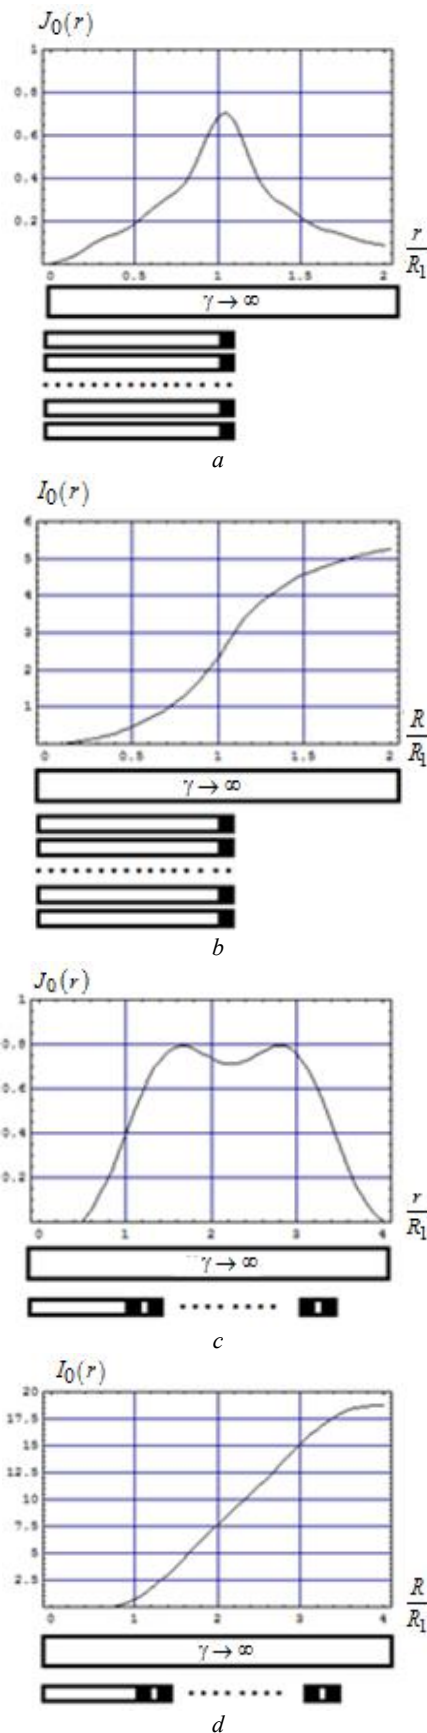 J₀(r)
1
0.8
0.6
0.4
0.2
0 0.5 1 1.5 2
r/R₁
γ → ∞
a
I₀(r)
6
5
4
3
2
1
0 0.5 1 1.5 2
R/R₁
γ → ∞
b
J₀(r)
1
0.8
0.6
0.4
0.2
0 1 2 3 4
r/R₁
γ → ∞
c
I₀(r)
20
17.5
15
12.5
10
7.5
5
2.5
0 1 2 3 4
R/R₁
γ → ∞
d